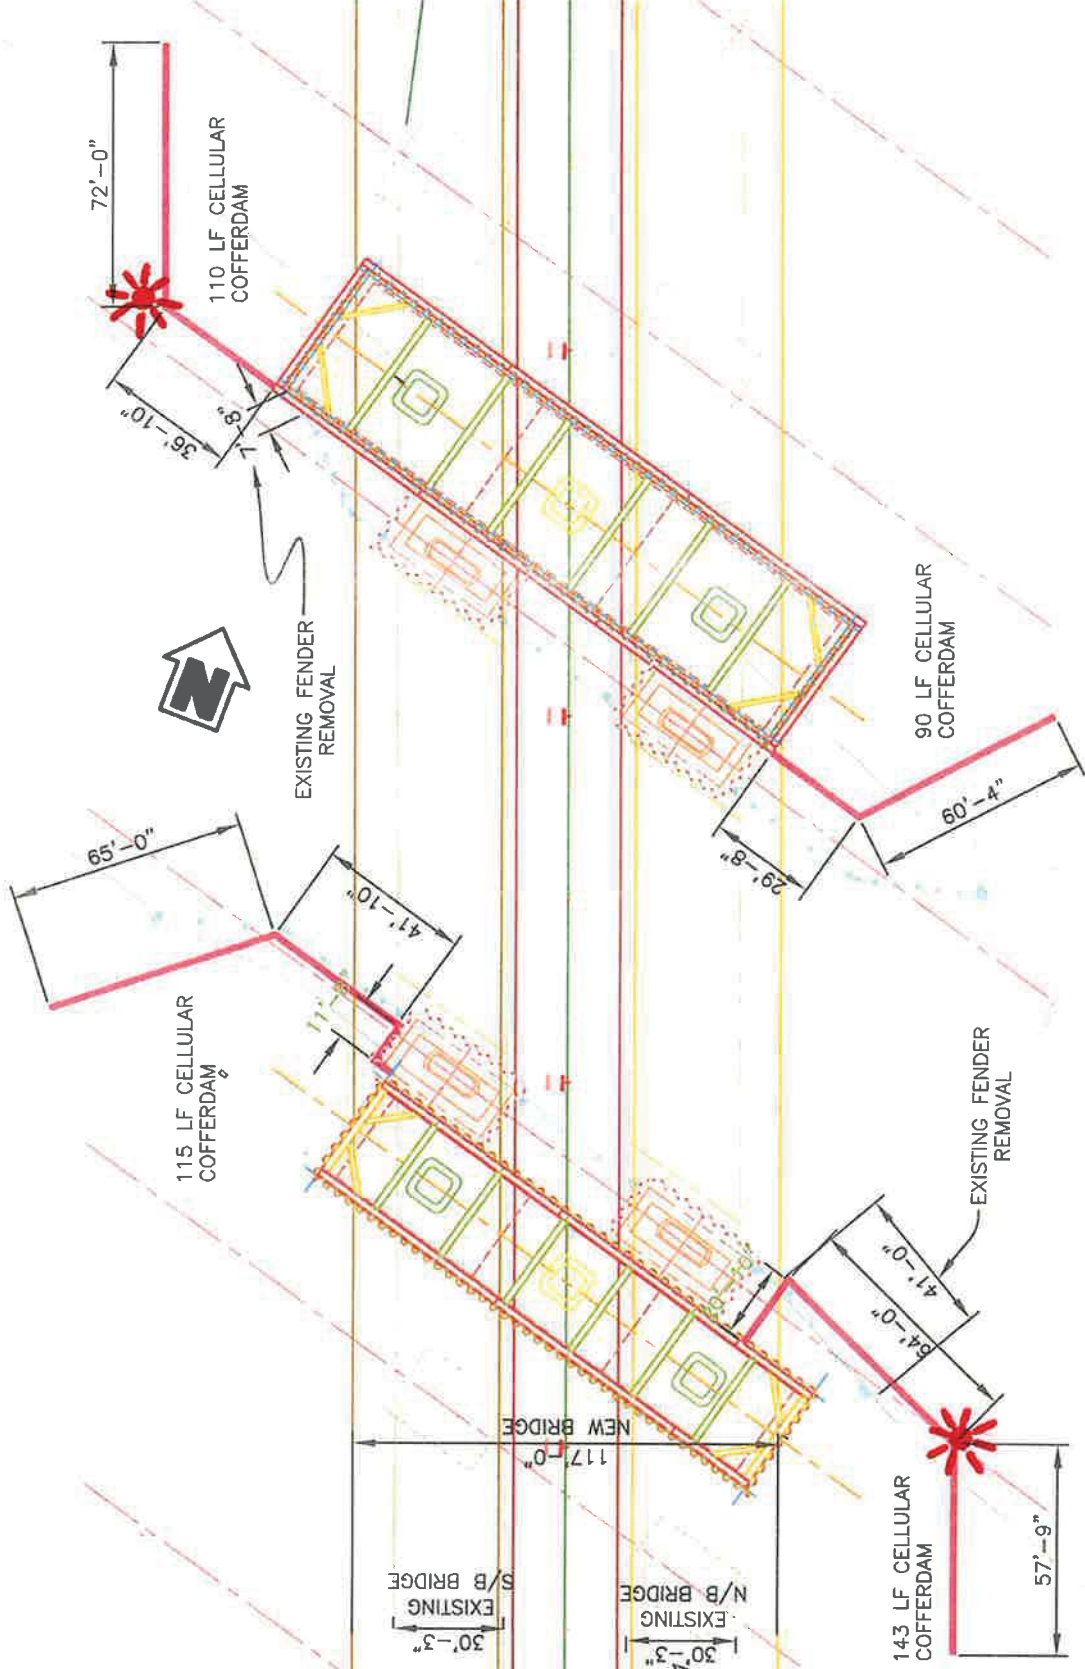 72'-0"
110 LF CELLULAR
COFFERDAM
36'-10"
7'-8"
EXISTING FENDER
REMOVAL
N
90 LF CELLULAR
COFFERDAM
60'-4"
29'-8"
65'-0"
41'-10"
115 LF CELLULAR
COFFERDAM
EXISTING FENDER
REMOVAL
41'-0"
64'-0"
NEW BRIDGE
117'-0"
EXISTING
S/B BRIDGE
30'-3"
EXISTING
N/B BRIDGE
30'-3"
143 LF CELLULAR
COFFERDAM
57'-9"